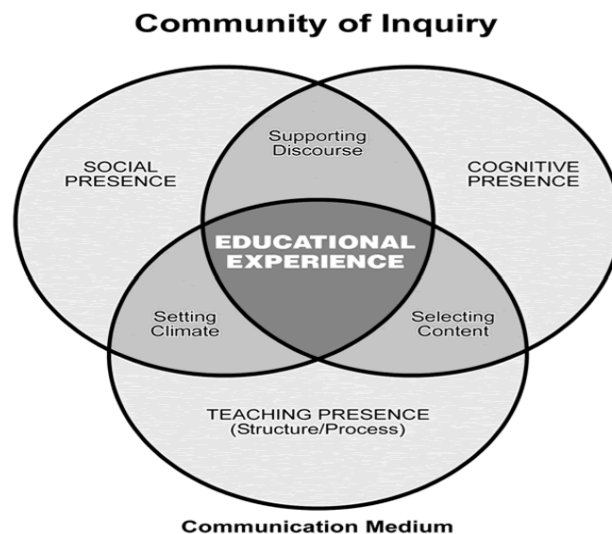 Community of Inquiry
Supporting
Discourse
SOCIAL
PRESENCE
COGNITIVE
PRESENCE
EDUCATIONAL
EXPERIENCE
Setting
Climate
Selecting
Content
TEACHING PRESENCE
(Structure/Process)
Communication Medium